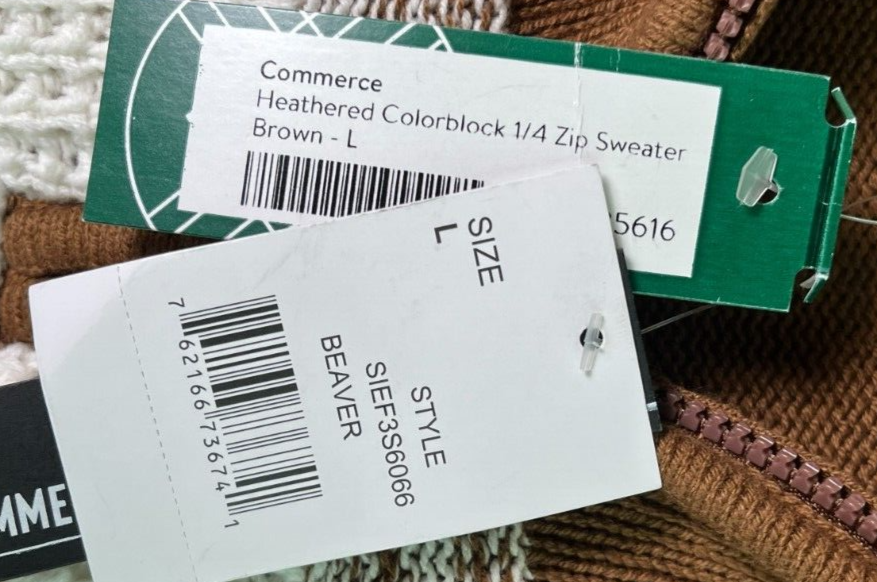 Commerce
Heathered Colorblock 1/4 Zip Sweater
Brown - L
5616
SIZE
L
STYLE
SIEF3S6066
BEAVER
7 62166 73674 1
MME